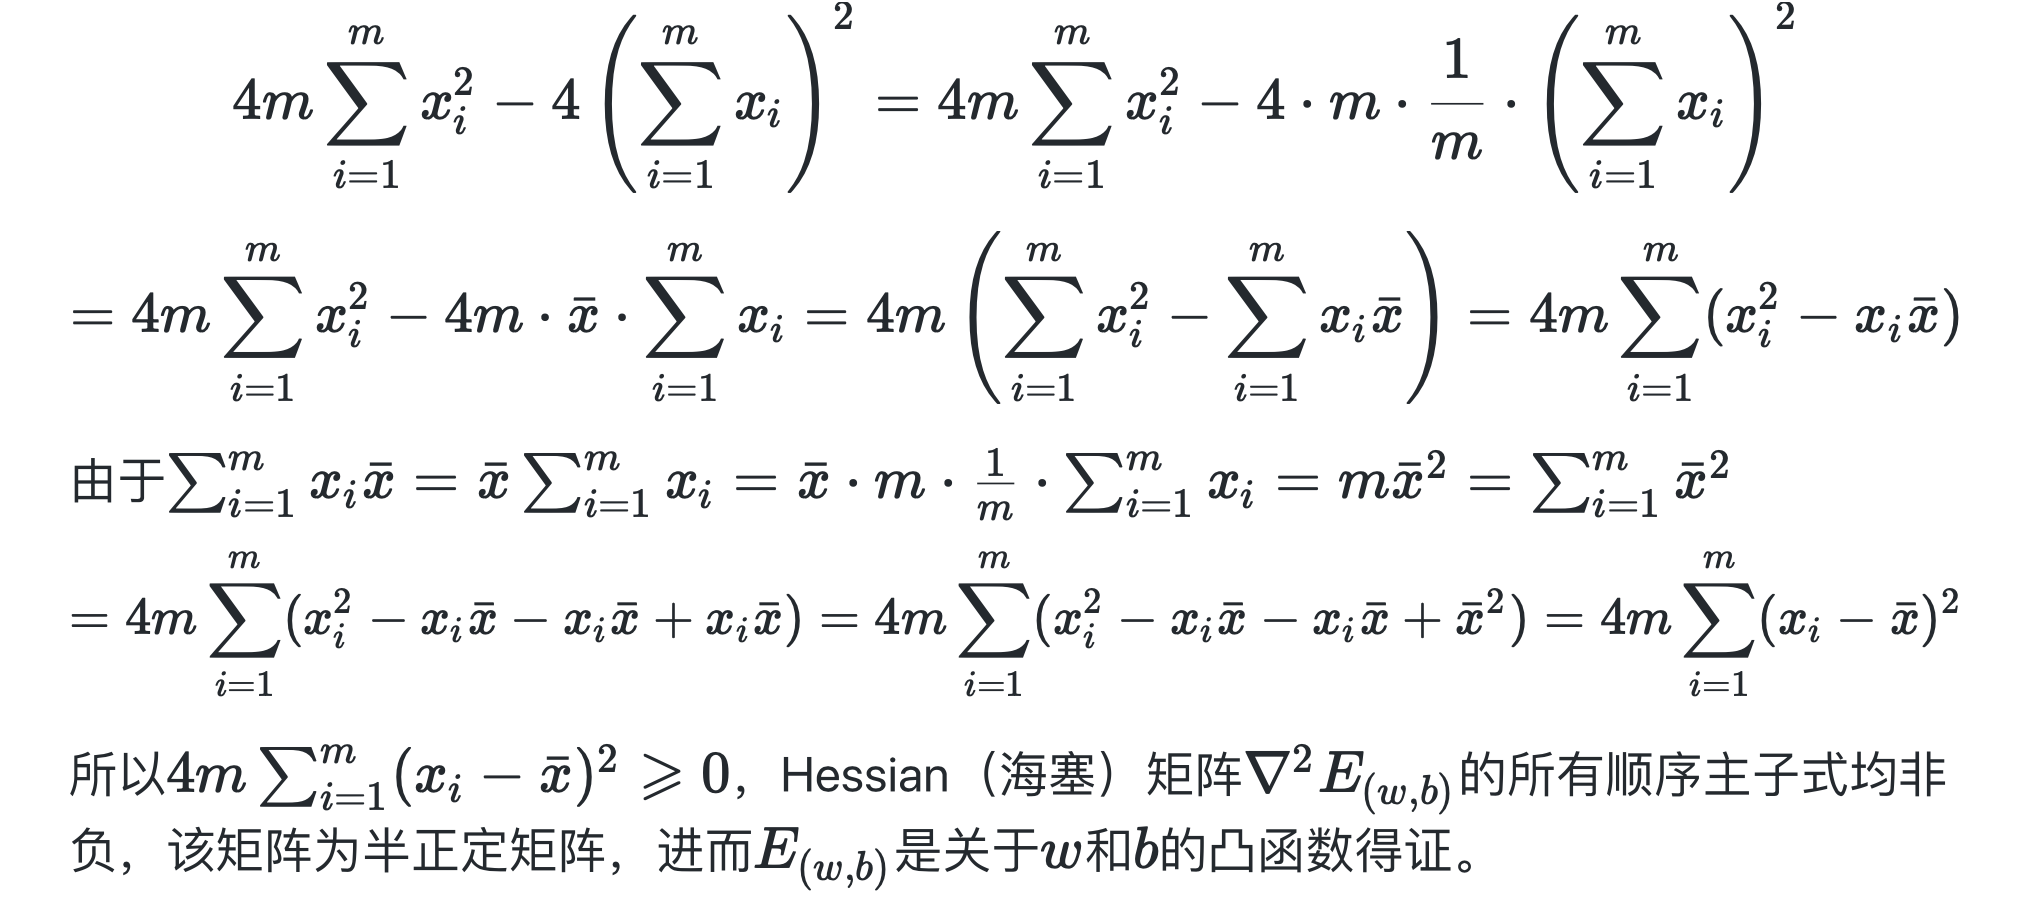 $4m\sum_{i=1}^{m}x_i^2-4\left(\sum_{i=1}^{m}x_i\right)^2=4m\sum_{i=1}^{m}x_i^2-4\cdot m\cdot\frac{1}{m}\cdot\left(\sum_{i=1}^{m}x_i\right)^2$
$=4m\sum_{i=1}^{m}x_i^2-4m\cdot\bar{x}\cdot\sum_{i=1}^{m}x_i=4m\left(\sum_{i=1}^{m}x_i^2-\sum_{i=1}^{m}x_i\bar{x}\right)=4m\sum_{i=1}^{m}(x_i^2-x_i\bar{x})$
由于$\sum_{i=1}^{m}x_i\bar{x}=\bar{x}\sum_{i=1}^{m}x_i=\bar{x}\cdot m\cdot\frac{1}{m}\cdot\sum_{i=1}^{m}x_i=m\bar{x}^2=\sum_{i=1}^{m}\bar{x}^2$
$=4m\sum_{i=1}^{m}(x_i^2-x_i\bar{x}-x_i\bar{x}+x_i\bar{x})=4m\sum_{i=1}^{m}(x_i^2-x_i\bar{x}-x_i\bar{x}+\bar{x}^2)=4m\sum_{i=1}^{m}(x_i-\bar{x})^2$
所以$4m\sum_{i=1}^{m}(x_i-\bar{x})^2\geqslant 0$，Hessian（海塞）矩阵$\nabla^2E_{(w,b)}$的所有顺序主子式均非
负，该矩阵为半正定矩阵，进而$E_{(w,b)}$是关于$w$和$b$的凸函数得证。